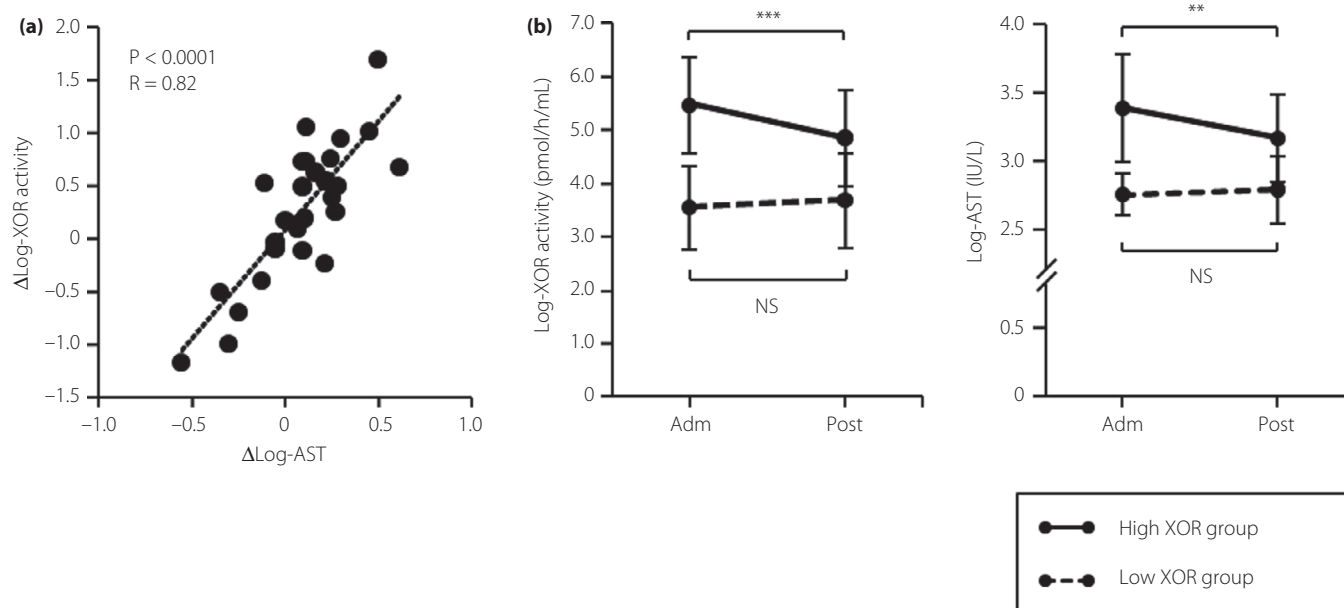 (a)
2.0
1.5
1.0
0.5
0
−0.5
−1.0
−1.5
ΔLog-XOR activity
P < 0.0001
R = 0.82
−1.0
−0.5
0
0.5
1.0
ΔLog-AST
(b)
7.0
6.0
5.0
4.0
3.0
2.0
1.0
0
Log-XOR activity (pmol/h/mL)
***
NS
Adm
Post
4.0
3.5
3.0
2.5
0.5
0
Log-AST (IU/L)
**
NS
Adm
Post
High XOR group
Low XOR group